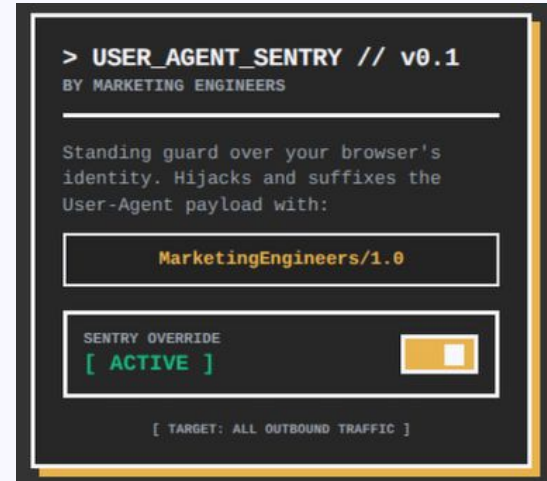 > USER_AGENT_SENTRY // v0.1
BY MARKETING ENGINEERS
Standing guard over your browser's
identity. Hijacks and suffixes the
User-Agent payload with:
MarketingEngineers/1.0
SENTRY OVERRIDE
[ ACTIVE ]
[ TARGET: ALL OUTBOUND TRAFFIC ]